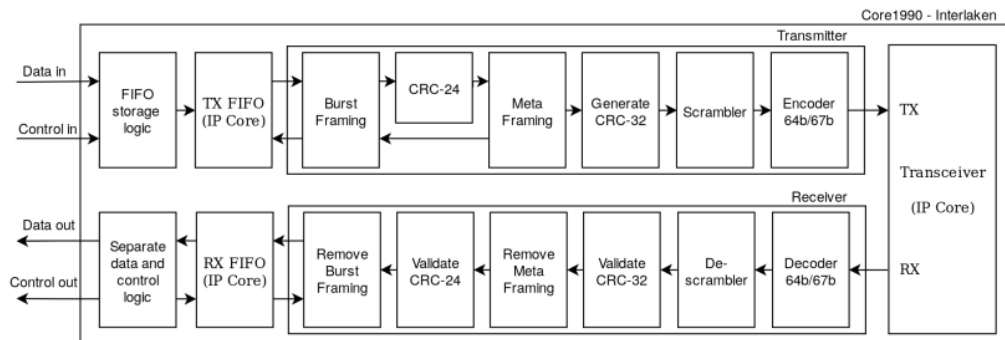 Core1990 - Interlaken
Transmitter
Data in
Control in
FIFO
storage
logic
TX FIFO
(IP Core)
Burst
Framing
CRC-24
Meta
Framing
Generate
CRC-32
Scrambler
Encoder
64b/67b
TX
Transceiver
(IP Core)
RX
Receiver
Data out
Control out
Separate
data and
control
logic
RX FIFO
(IP Core)
Remove
Burst
Framing
Validate
CRC-24
Remove
Meta
Framing
Validate
CRC-32
De-
scrambler
Decoder
64b/67b